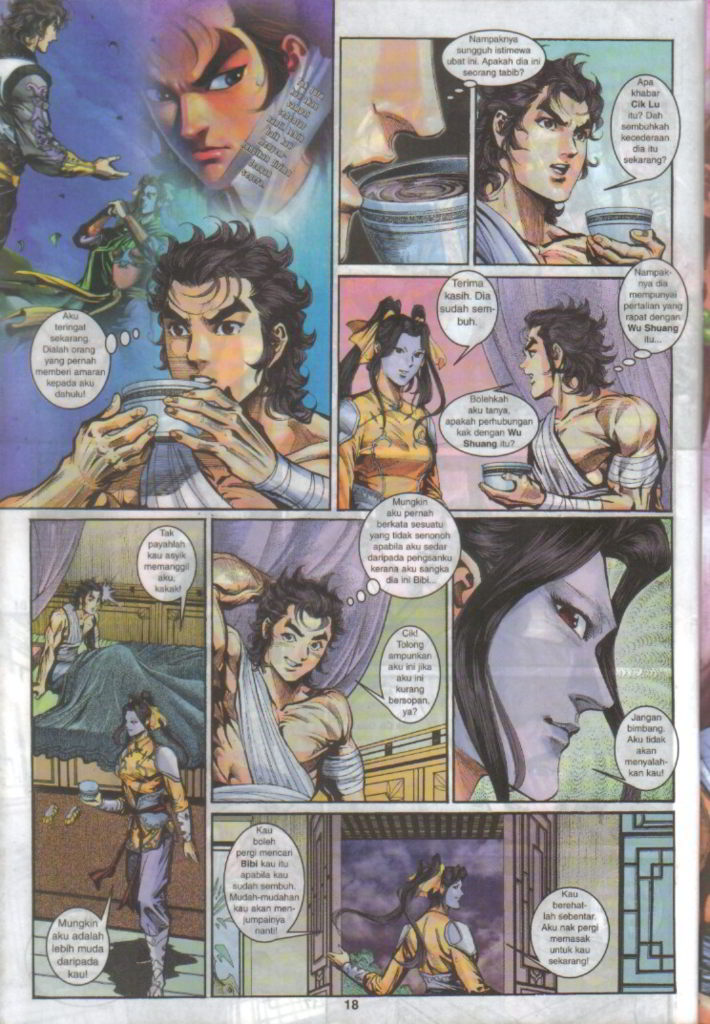 Aku
teringat
sekarang.
Dialah orang
yang pernah
memberi amaran
kepada aku
dahulu!
Nampaknya
sungguh istimewa
ubat ini. Apakah dia ini
seorang tabib?
Apa
khabar
Cik Lu
itu? Dah
sembuhkah
kecederaan
dia itu
sekarang?
Terima
kasih. Dia
sudah sem-
buh.
Nampak-
nya dia
mempunyai
pertalian yang
rapat dengan
Wu Shuang
itu...
Bolehkah
aku tanya,
apakah perhubungan
kak dengan Wu
Shuang itu?
Tak
payahlah
kau asyik
memanggil
aku,
kakak!
Mungkin
aku adalah
lebih muda
daripada
kau!
Mungkin
aku pernah
berkata sesuatu
yang tidak senonoh
apabila aku sedar
daripada pengsanku
kerana aku sangka
dia ini Bibi...
Cik!
Tolong
ampunkan
aku ini jika
aku ini
kurang
bersopan,
ya?
Jangan
bimbang.
Aku tidak
akan
menyalah-
kan kau!
Kau
boleh
pergi mencari
Bibi kau itu
apabila kau
sudah sembuh.
Mudah-mudahan
kau akan men-
jumpainya
nanti!
Kau
berehat-
lah sebentar.
Aku nak pergi
memasak
untuk kau
sekarang!
18